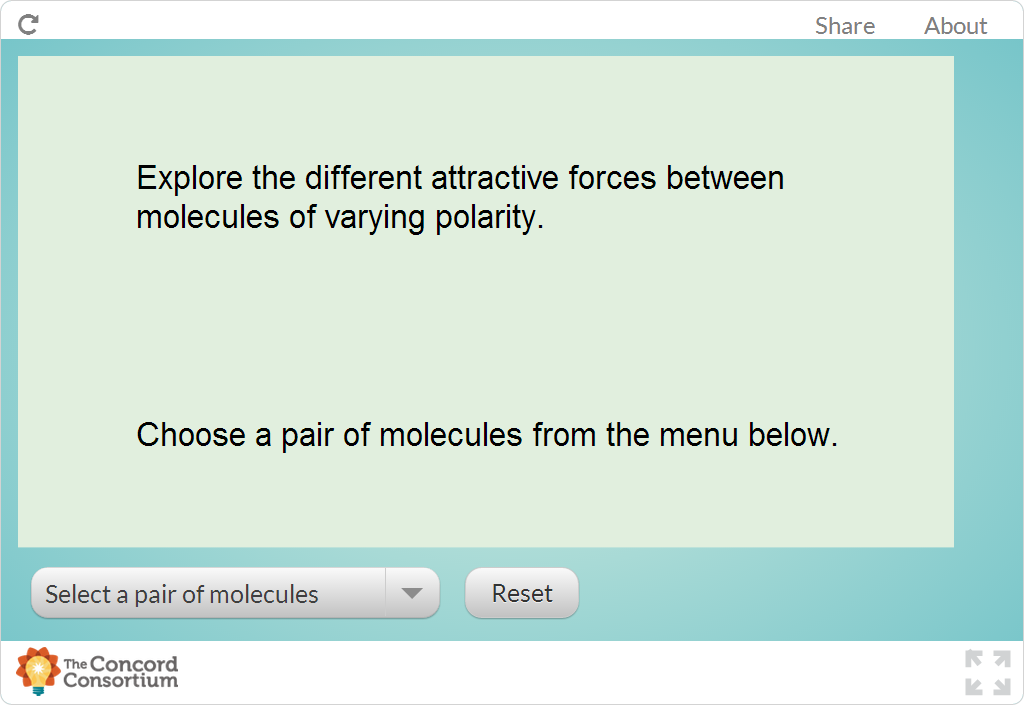 Share About
Explore the different attractive forces between
molecules of varying polarity.
Choose a pair of molecules from the menu below.
Select a pair of molecules
Reset
The Concord
Consortium